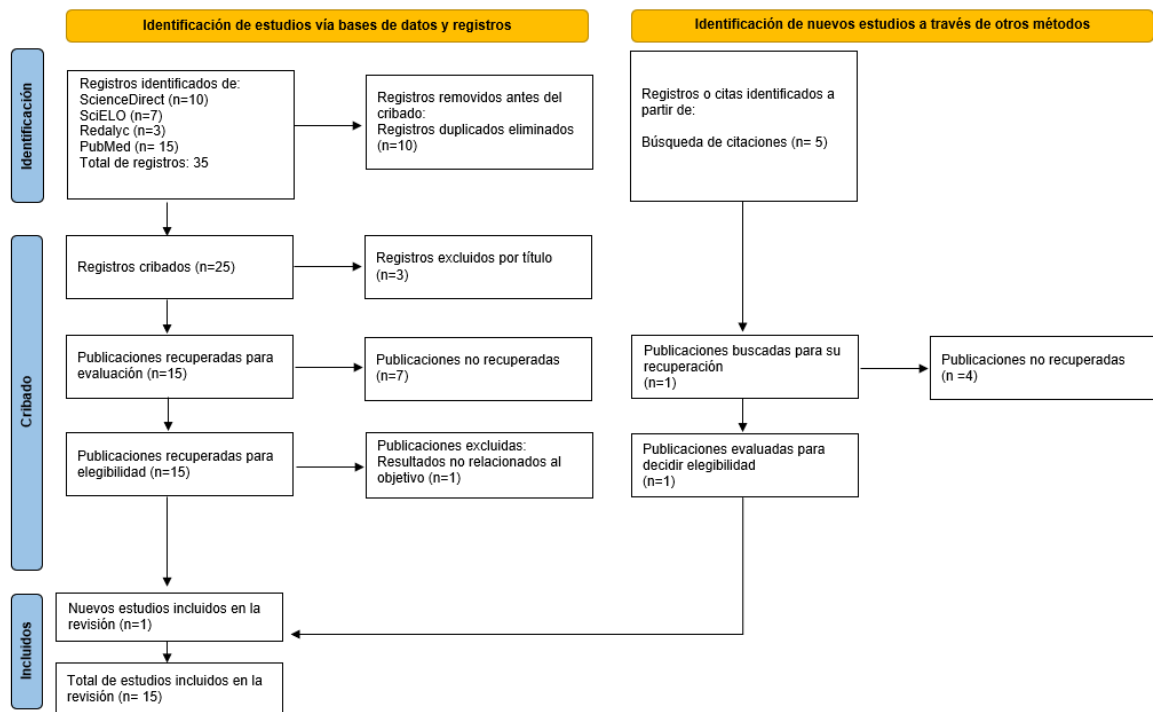 Identificación de estudios vía bases de datos y registros
Identificación de nuevos estudios a través de otros métodos
Identificación
Registros identificados de:
ScienceDirect (n=10)
SciELO (n=7)
Redalyc (n=3)
PubMed (n= 15)
Total de registros: 35
Registros removidos antes del
cribado:
Registros duplicados eliminados
(n=10)
Registros o citas identificados a
partir de:
Búsqueda de citaciones (n= 5)
Cribado
Registros cribados (n=25)
Registros excluidos por título
(n=3)
Publicaciones recuperadas para
evaluación (n=15)
Publicaciones no recuperadas
(n=7)
Publicaciones buscadas para su
recuperación
(n=1)
Publicaciones no recuperadas
(n =4)
Publicaciones recuperadas para
elegibilidad (n=15)
Publicaciones excluidas:
Resultados no relacionados al
objetivo (n=1)
Publicaciones evaluadas para
decidir elegibilidad
(n=1)
Incluidos
Nuevos estudios incluidos en la
revisión (n=1)
Total de estudios incluidos en la
revisión (n= 15)